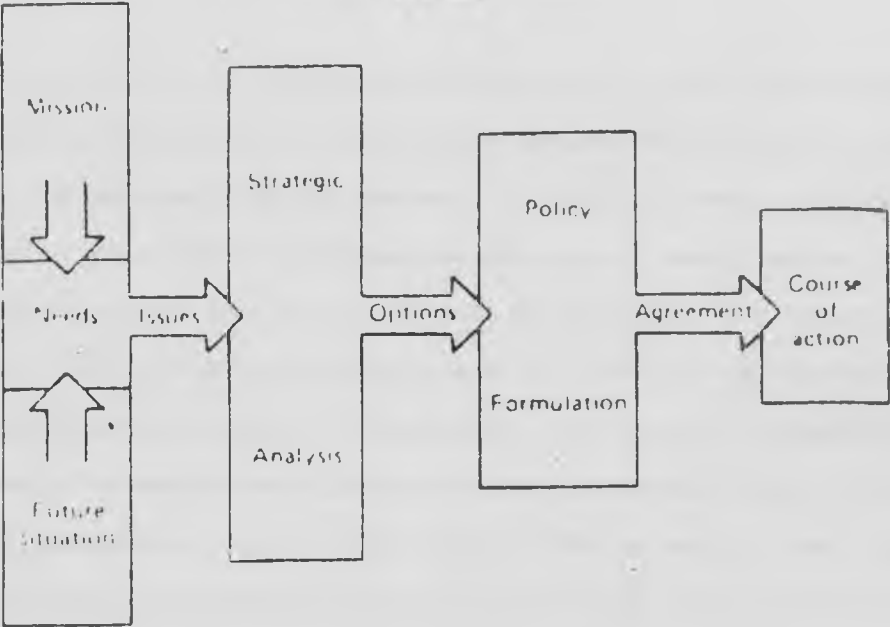 Mission
Needs
Future
Situation
Issues
Strategic
Analysis
Options
Policy
Formulation
Agreement
Course
of
action